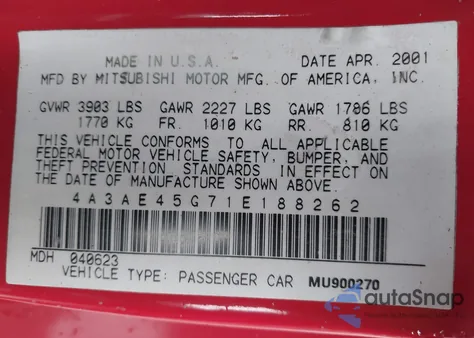 MADE IN U.S.A. DATE APR. 2001
MFD BY MITSUBISHI MOTOR MFG. OF AMERICA, INC.
GVWR 3903 LBS GAWR 2227 LBS GAWR 1786 LBS
1770 KG FR. 1010 KG RR. 810 KG
THIS VEHICLE CONFORMS TO ALL APPLICABLE
FEDERAL MOTOR VEHICLE SAFETY, BUMPER, AND
THEFT PREVENTION STANDARDS IN EFFECT ON
THE DATE OF MANUFACTURE SHOWN ABOVE.
4A3AE45G71E188262
MDH 040623
VEHICLE TYPE: PASSENGER CAR MU900270
autoSnap